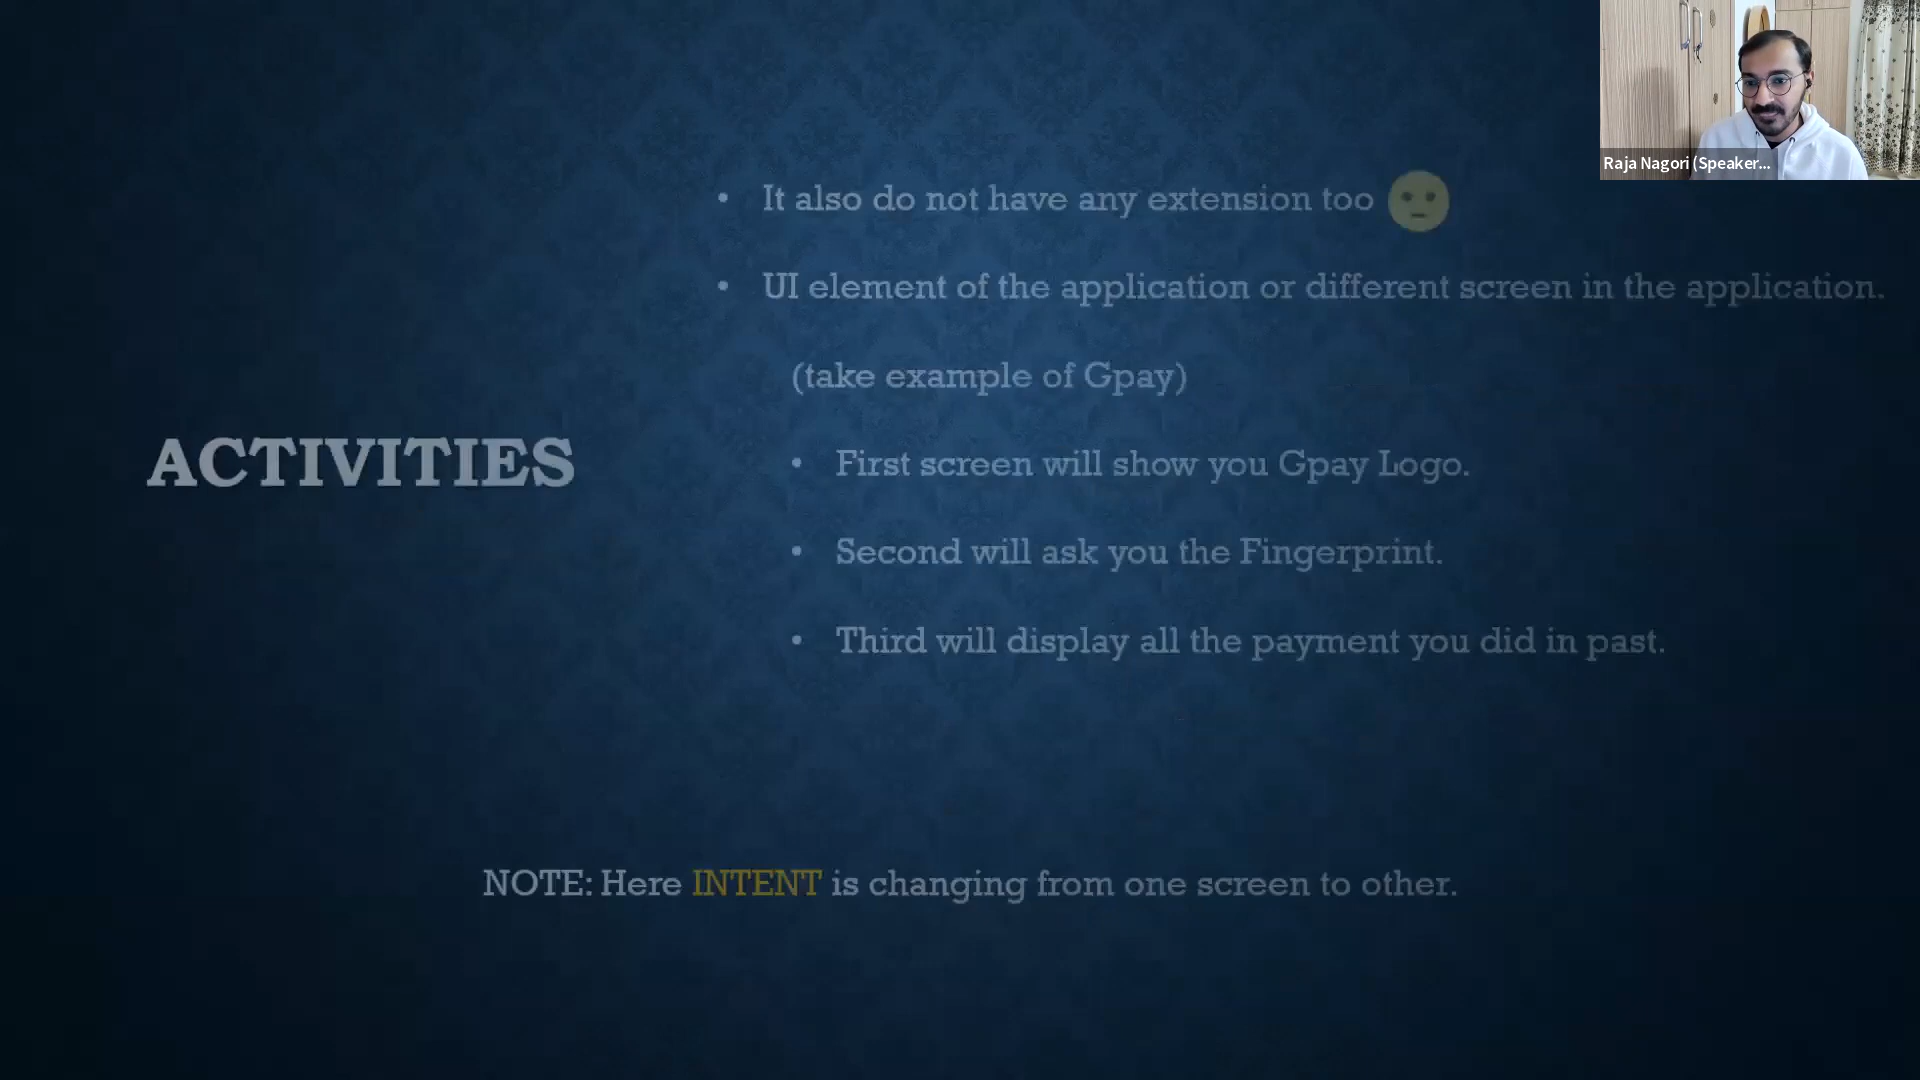 Raja Nagori (Speaker...
ACTIVITIES
• It also do not have any extension too
• UI element of the application or different screen in the application.
(take example of Gpay)
• First screen will show you Gpay Logo.
• Second will ask you the Fingerprint.
• Third will display all the payment you did in past.
NOTE: Here INTENT is changing from one screen to other.